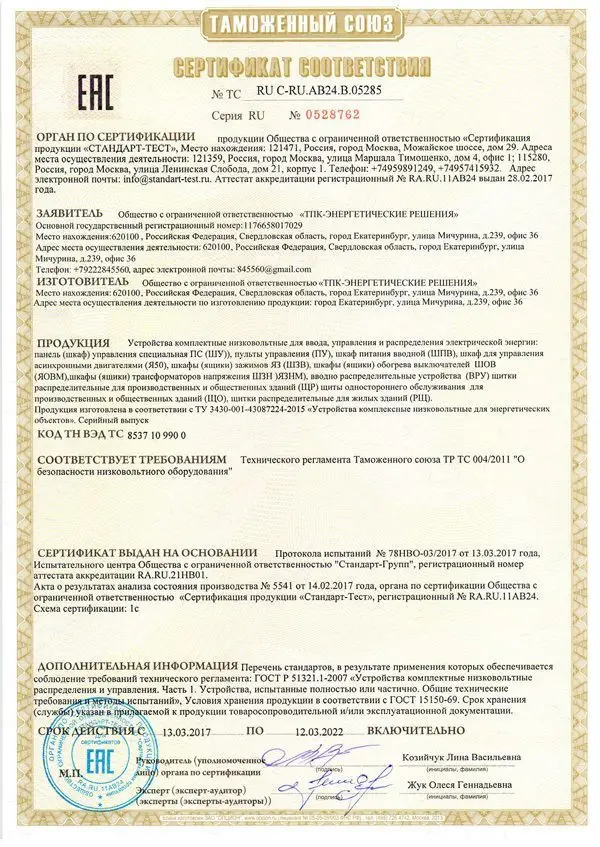 ТАМОЖЕННЫЙ СОЮЗ
СЕРТИФИКАТ СООТВЕТСТВИЯ
ЕАС
№ ТС RU C-RU.АВ24.В.05285
Серия RU № 0528762
ОРГАН ПО СЕРТИФИКАЦИИ продукции Общества с ограниченной ответственностью «Сертификация
продукции «СТАНДАРТ-ТЕСТ», Место нахождения: 121471, Россия, город Москва, Можайское шоссе, дом 29. Адреса
места осуществления деятельности: 121359, Россия, город Москва, улица Маршала Тимошенко, дом 4, офис 1; 115280,
Россия, город Москва, улица Ленинская Слобода, дом 21, корпус 1. Телефон: +74959891249, +74957415932. Адрес
электронной почты: info@standart-test.ru. Аттестат аккредитации регистрационный № RA.RU.11АВ24 выдан 28.02.2017
года.
ЗАЯВИТЕЛЬ Общество с ограниченной ответственностью «ТПК-ЭНЕРГЕТИЧЕСКИЕ РЕШЕНИЯ»
Основной государственный регистрационный номер:1176658017029
Место нахождения:620100 , Российская Федерация, Свердловская область, город Екатеринбург, улица Мичурина, д.239, офис 36
Адрес места осуществления деятельности: 620100, Российская Федерация, Свердловская область, город Екатеринбург, улица
Мичурина, д.239, офис 36
Телефон: +79222845560, адрес электронной почты: 845560@gmail.com
ИЗГОТОВИТЕЛЬ Общество с ограниченной ответственностью «ТПК-ЭНЕРГЕТИЧЕСКИЕ РЕШЕНИЯ»
Место нахождения:620100 , Российская Федерация, Свердловская область, город Екатеринбург, улица Мичурина, д.239, офис 36
Адрес места осуществления деятельности по изготовлению продукции: город Екатеринбург, улица Мичурина, д.239, офис 36
ПРОДУКЦИЯ Устройства комплектные низковольтные для ввода, управления и распределения электрической энергии:
панель (шкаф) управления специальная ПС (ШУ)), пульты управления (ПУ), шкаф питания вводной (ШПВ), шкаф для управления
асинхронными двигателями (Я50), шкафы (ящики) зажимов ЯЗ (ШЗВ), шкафы (ящики) обогрева выключателей ШОВ
(ЯОВМ),шкафы (ящики) трансформаторов напряжения ШЗН (ЯЗНМ), вводно распределительные устройства (ВРУ) щитки
распределительные для производственных и общественных зданий (ЩР) щиты одностороннего обслуживания для
производственных и общественных зданий (ЩО), щитки распределительные для жилых зданий (РЩ).
Продукция изготовлена в соответствии с ТУ 3430-001-43087224-2015 «Устройства комплексные низковольтные для энергетических
объектов». Серийный выпуск
КОД ТН ВЭД ТС 8537 10 990 0
СООТВЕТСТВУЕТ ТРЕБОВАНИЯМ Технического регламента Таможенного союза ТР ТС 004/2011 "О
безопасности низковольтного оборудования"
СЕРТИФИКАТ ВЫДАН НА ОСНОВАНИИ Протокола испытаний № 78НВО-03/2017 от 13.03.2017 года,
Испытательного центра Общества с ограниченной ответственностью "Стандарт-Групп", регистрационный номер
аттестата аккредитации RA.RU.21НВ01.
Акта о результатах анализа состояния производства № 5541 от 14.02.2017 года, органа по сертификации Общества с
ограниченной ответственностью «Сертификация продукции «Стандарт-Тест», регистрационный № RA.RU.11АВ24.
Схема сертификации: 1с
ДОПОЛНИТЕЛЬНАЯ ИНФОРМАЦИЯ Перечень стандартов, в результате применения которых обеспечивается
соблюдение требований технического регламента: ГОСТ Р 51321.1-2007 «Устройства комплектные низковольтные
распределения и управления. Часть 1. Устройства, испытанные полностью или частично. Общие технические
требования и методы испытаний», Условия хранения продукции в соответствии с ГОСТ 15150-69. Срок хранения
(службы) указан в прилагаемой к продукции товаросопроводительной и/или эксплуатационной документации.
СРОК ДЕЙСТВИЯ С 13.03.2017 ПО 12.03.2022 ВКЛЮЧИТЕЛЬНО
М.П.
Руководитель (уполномоченное
лицо) органа по сертификации
(подпись)
Козийчук Лина Васильевна
(инициалы, фамилия)
Эксперт (эксперт-аудитор)
(эксперты (эксперты-аудиторы))
(подпись)
Жук Олеся Геннадьевна
(инициалы, фамилия)
для
сертификатов
ЕАС
RA.RU.11АВ24